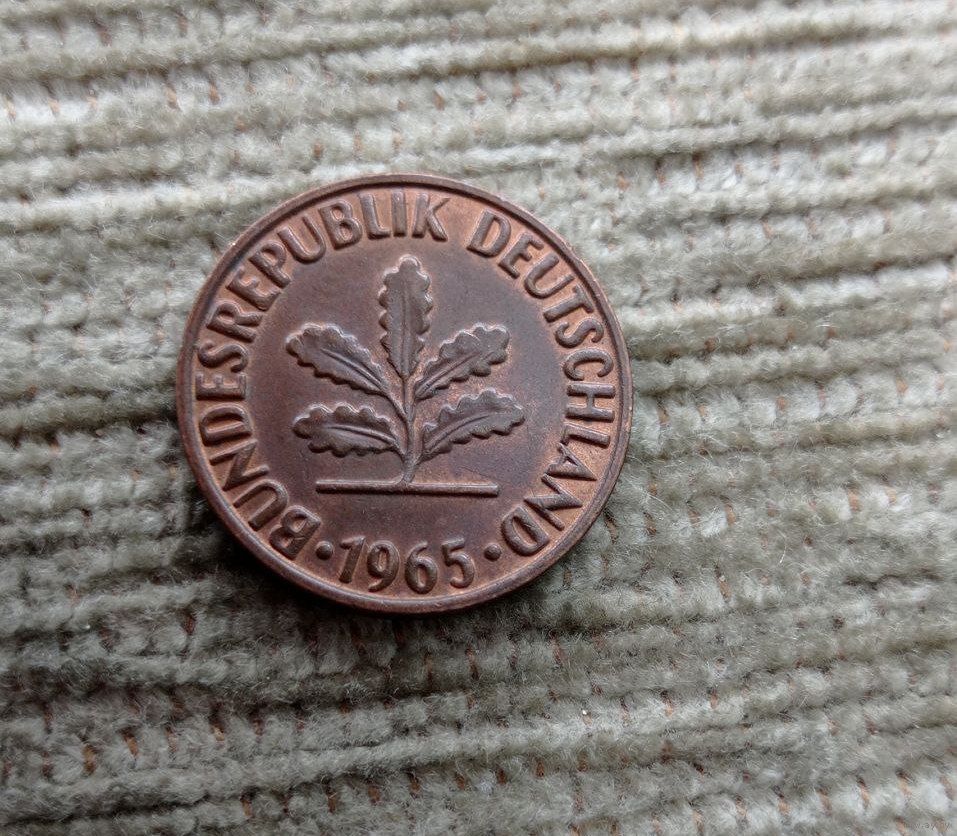 BUNDESREPUBLIK DEUTSCHLAND
• 1965 •